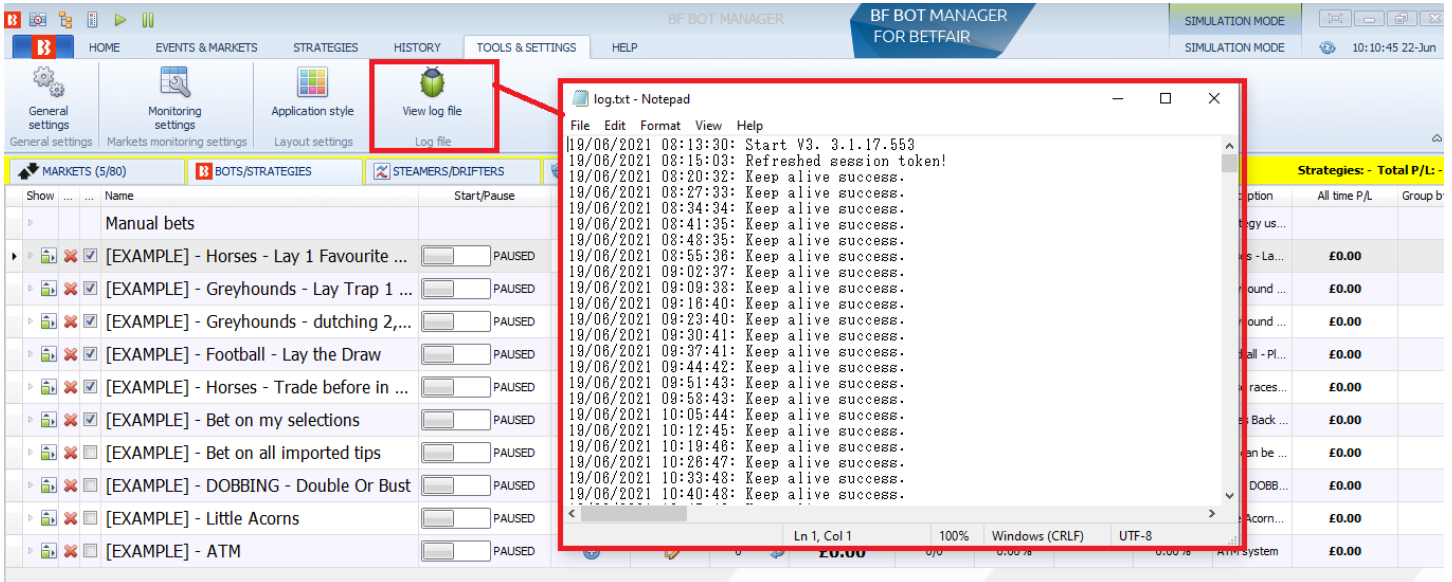 BF BOT MANAGER
BF BOT MANAGER
FOR BETFAIR
SIMULATION MODE
HOME EVENTS & MARKETS STRATEGIES HISTORY TOOLS & SETTINGS HELP
SIMULATION MODE 10:10:45 22-Jun
General settings
Monitoring settings
Application style
View log file
General settings Markets monitoring settings Layout settings Log file
MARKETS (5/80) BOTS/STRATEGIES STEAMERS/DRIFTERS Strategies: - Total P/L: -
Show ... ... Name Start/Pause All time P/L
Manual bets
[EXAMPLE] - Horses - Lay 1 Favourite ... PAUSED £0.00
[EXAMPLE] - Greyhounds - Lay Trap 1 ... PAUSED £0.00
[EXAMPLE] - Greyhounds - dutching 2,... PAUSED £0.00
[EXAMPLE] - Football - Lay the Draw PAUSED £0.00
[EXAMPLE] - Horses - Trade before in ... PAUSED races... £0.00
[EXAMPLE] - Bet on my selections PAUSED Back ... £0.00
[EXAMPLE] - Bet on all imported tips PAUSED be ... £0.00
[EXAMPLE] - DOBBING - Double Or Bust PAUSED DOBB... £0.00
[EXAMPLE] - Little Acorns PAUSED Acorn... £0.00
[EXAMPLE] - ATM PAUSED 0 £0.00 0/0 0.00% 0.00% ATM system £0.00
log.txt - Notepad
File Edit Format View Help
19/06/2021 08:13:30: Start V3. 3.1.17.553
19/06/2021 08:15:03: Refreshed session token!
19/06/2021 08:20:32: Keep alive success.
19/06/2021 08:27:33: Keep alive success.
19/06/2021 08:34:34: Keep alive success.
19/06/2021 08:41:35: Keep alive success.
19/06/2021 08:48:35: Keep alive success.
19/06/2021 08:55:36: Keep alive success.
19/06/2021 09:02:37: Keep alive success.
19/06/2021 09:09:38: Keep alive success.
19/06/2021 09:16:40: Keep alive success.
19/06/2021 09:23:40: Keep alive success.
19/06/2021 09:30:41: Keep alive success.
19/06/2021 09:37:41: Keep alive success.
19/06/2021 09:44:42: Keep alive success.
19/06/2021 09:51:43: Keep alive success.
19/06/2021 09:58:43: Keep alive success.
19/06/2021 10:05:44: Keep alive success.
19/06/2021 10:12:45: Keep alive success.
19/06/2021 10:19:46: Keep alive success.
19/06/2021 10:26:47: Keep alive success.
19/06/2021 10:33:48: Keep alive success.
19/06/2021 10:40:48: Keep alive success.
Ln 1, Col 1 100% Windows (CRLF) UTF-8